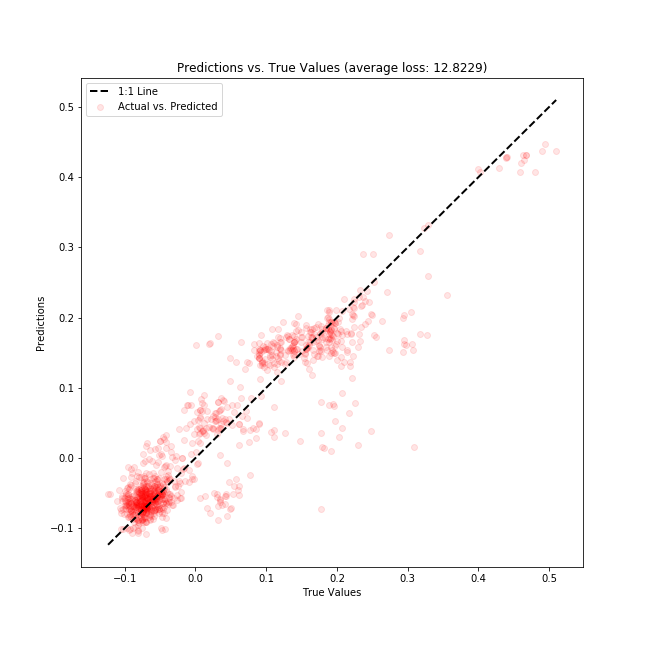 Predictions vs. True Values (average loss: 12.8229)
1:1 Line
Actual vs. Predicted
0.5
0.4
0.3
0.2
0.1
0.0
−0.1
Predictions
−0.1 0.0 0.1 0.2 0.3 0.4 0.5
True Values